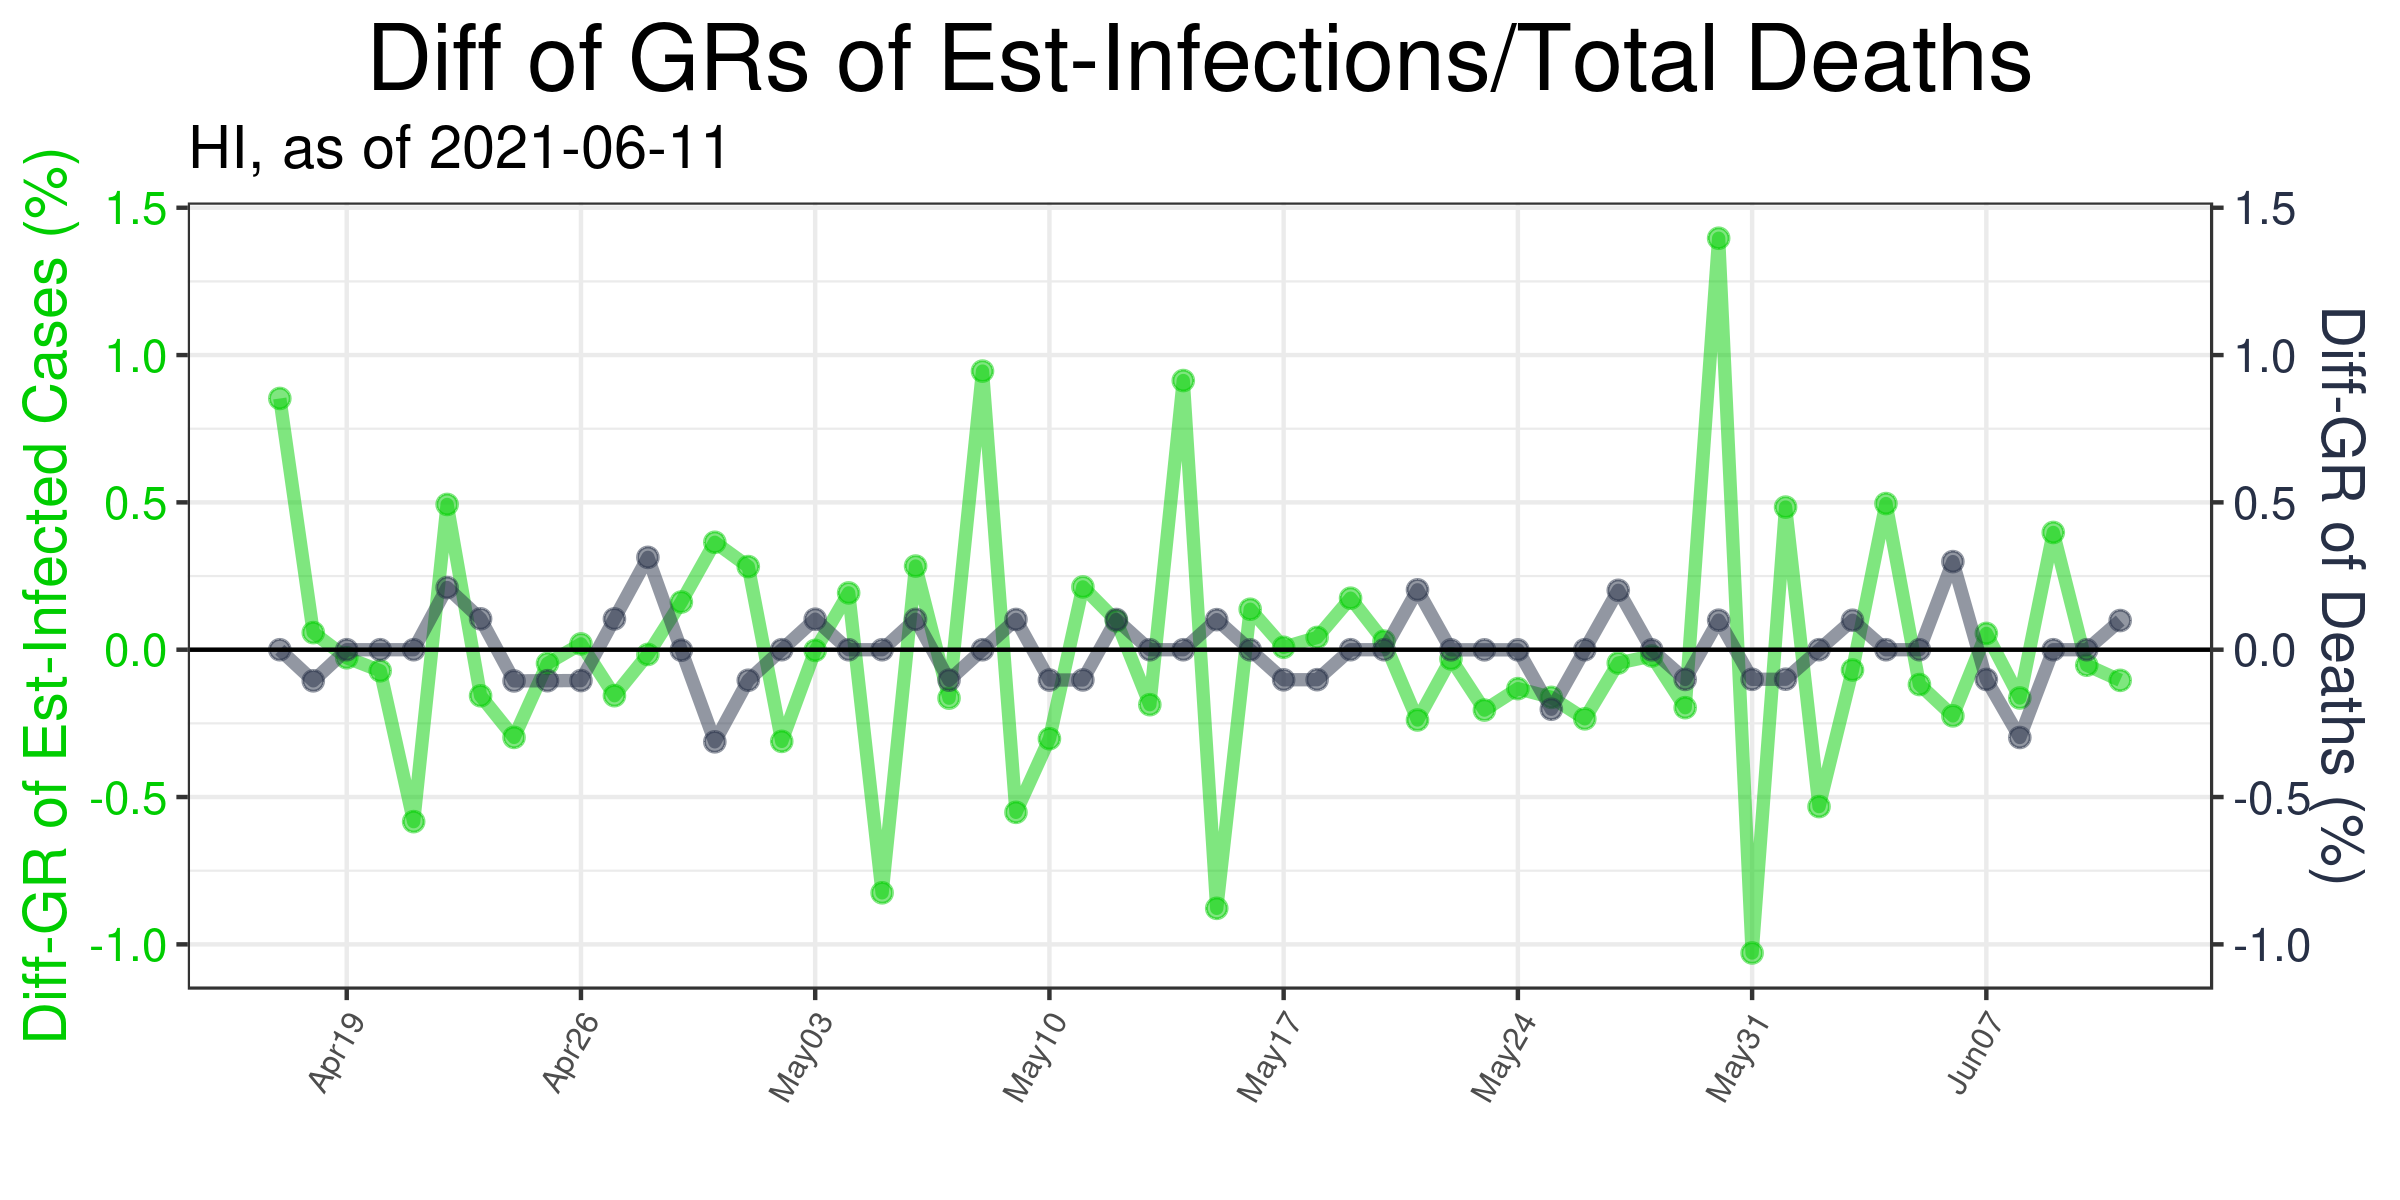 Diff of GRs of Est-Infections/Total Deaths
HI, as of 2021-06-11
Diff-GR of Est-Infected Cases (%)
1.5
1.0
0.5
0.0
-0.5
-1.0
1.5
1.0
0.5
0.0
-0.5
-1.0
Diff-GR of Deaths (%)
Apr19
Apr26
May03
May10
May17
May24
May31
Jun07